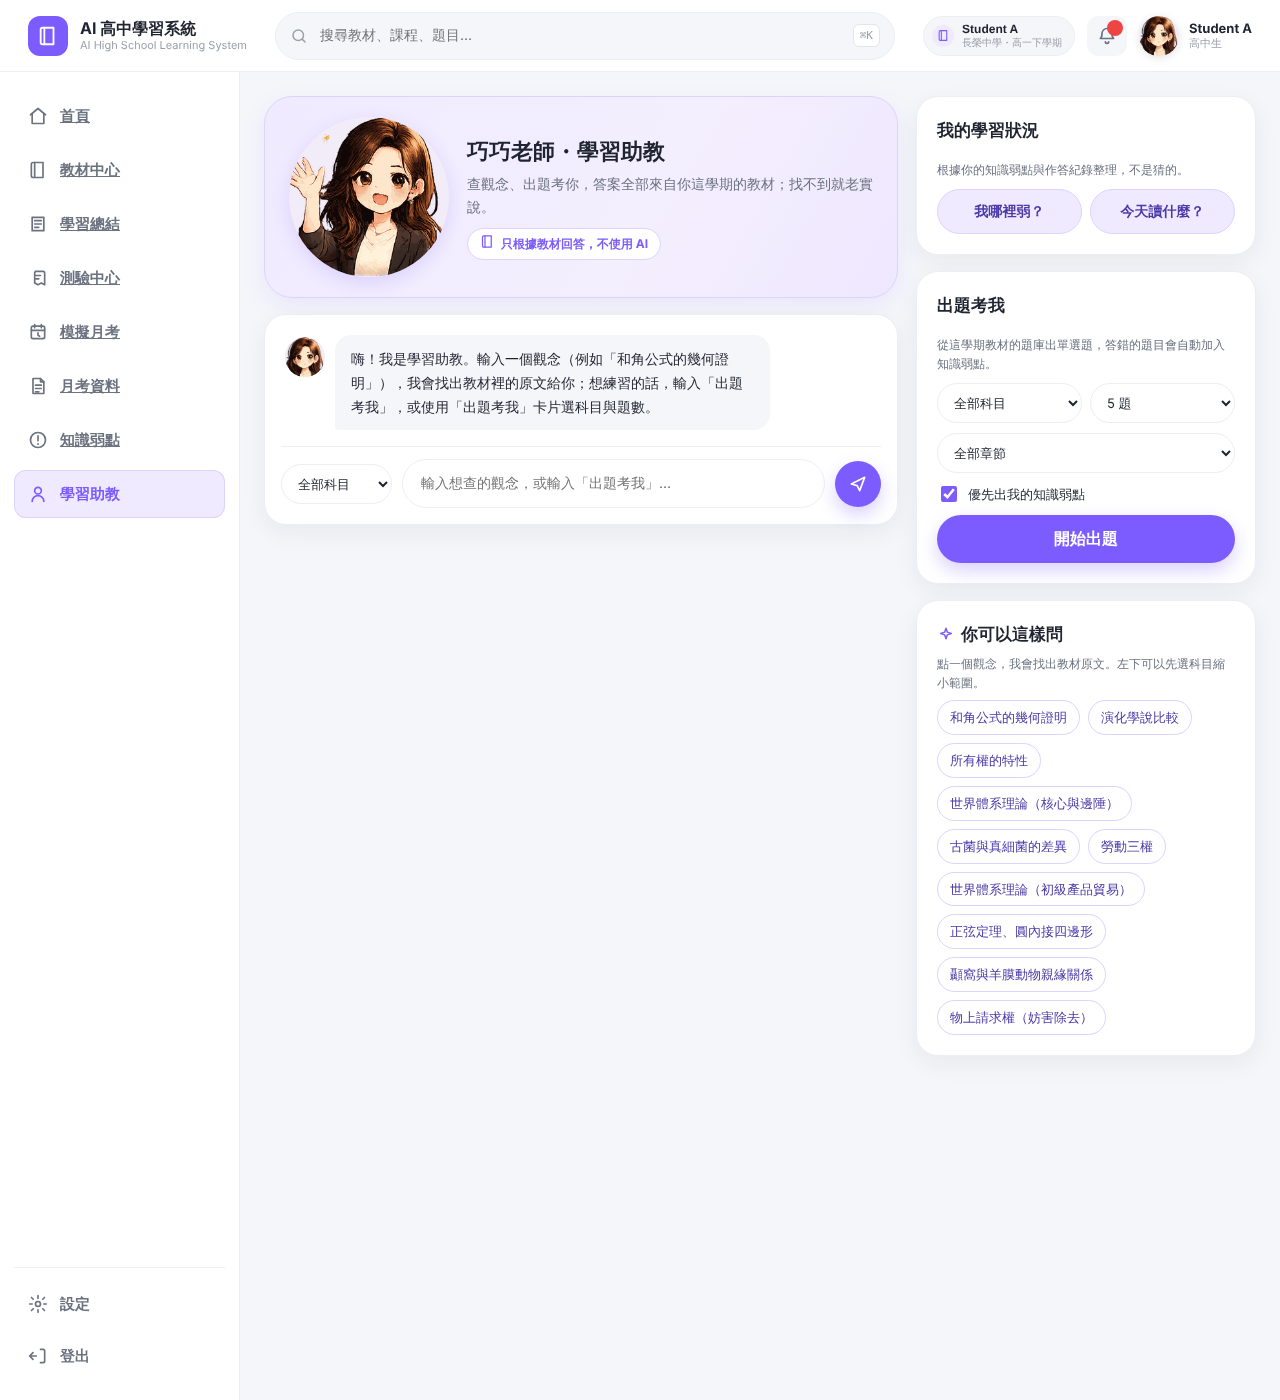 AI 高中學習系統
AI High School Learning System
搜尋教材、課程、題目...
⌘K
Student A
長榮中學・高一下學期
Student A
高中生
首頁
教材中心
學習總結
測驗中心
模擬月考
月考資料
知識弱點
學習助教
設定
登出
巧巧老師・學習助教
查觀念、出題考你，答案全部來自你這學期的教材；找不到就老實
說。
只根據教材回答，不使用 AI
嗨！我是學習助教。輸入一個觀念（例如「和角公式的幾何證
明」），我會找出教材裡的原文給你；想練習的話，輸入「出題
考我」，或使用「出題考我」卡片選科目與題數。
全部科目
輸入想查的觀念，或輸入「出題考我」...
我的學習狀況
根據你的知識弱點與作答紀錄整理，不是猜的。
我哪裡弱？
今天讀什麼？
出題考我
從這學期教材的題庫出單選題，答錯的題目會自動加入
知識弱點。
全部科目
5 題
全部章節
優先出我的知識弱點
開始出題
你可以這樣問
點一個觀念，我會找出教材原文。左下可以先選科目縮
小範圍。
和角公式的幾何證明
演化學說比較
所有權的特性
世界體系理論（核心與邊陲）
古菌與真細菌的差異
勞動三權
世界體系理論（初級產品貿易）
正弦定理、圓內接四邊形
顳窩與羊膜動物親緣關係
物上請求權（妨害除去）